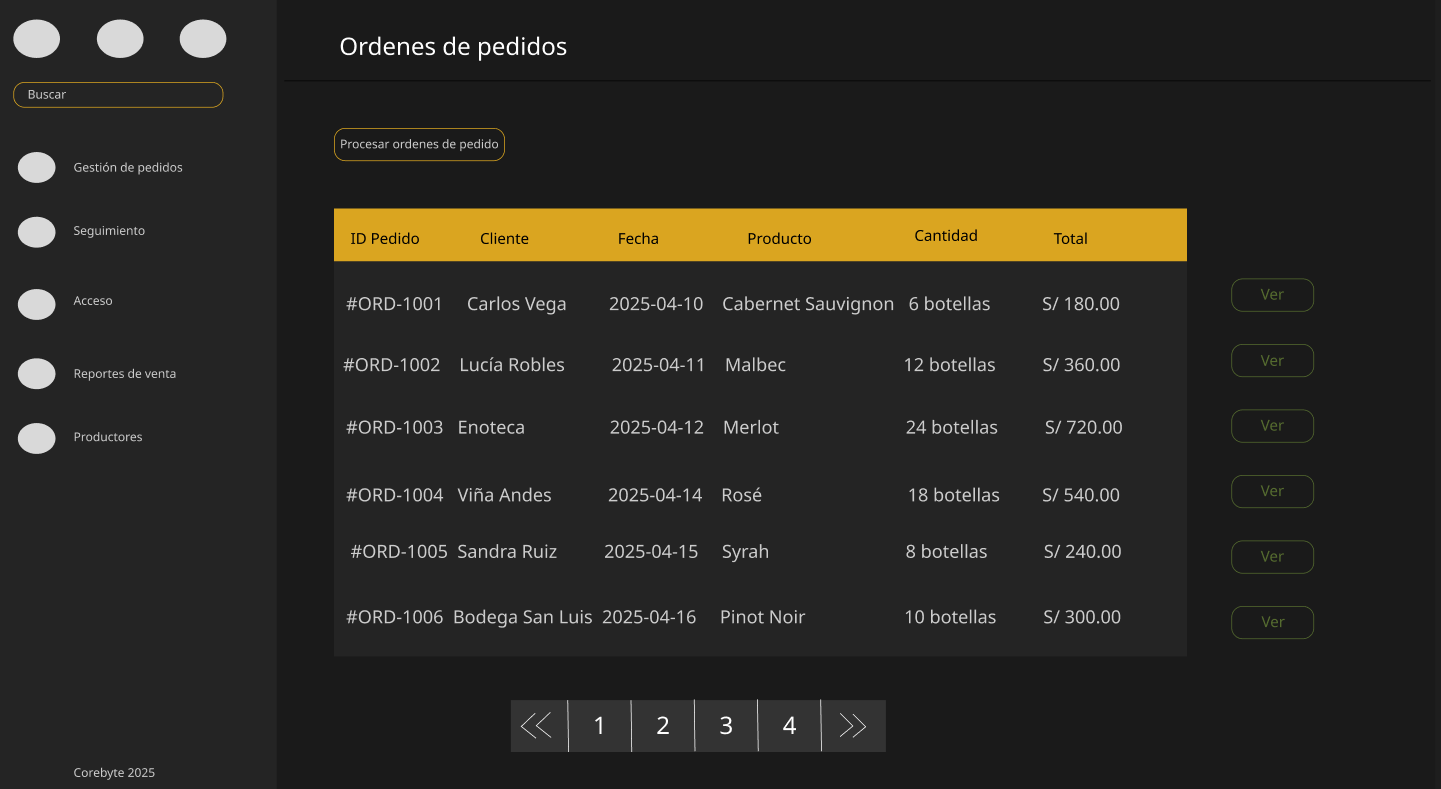 Buscar
Gestión de pedidos
Seguimiento
Acceso
Reportes de venta
Productores
Corebyte 2025
Ordenes de pedidos
Procesar ordenes de pedido
ID Pedido Cliente Fecha Producto Cantidad Total
#ORD-1001 Carlos Vega 2025-04-10 Cabernet Sauvignon 6 botellas S/ 180.00 Ver
#ORD-1002 Lucía Robles 2025-04-11 Malbec 12 botellas S/ 360.00 Ver
#ORD-1003 Enoteca 2025-04-12 Merlot 24 botellas S/ 720.00 Ver
#ORD-1004 Viña Andes 2025-04-14 Rosé 18 botellas S/ 540.00 Ver
#ORD-1005 Sandra Ruiz 2025-04-15 Syrah 8 botellas S/ 240.00 Ver
#ORD-1006 Bodega San Luis 2025-04-16 Pinot Noir 10 botellas S/ 300.00 Ver
1 2 3 4